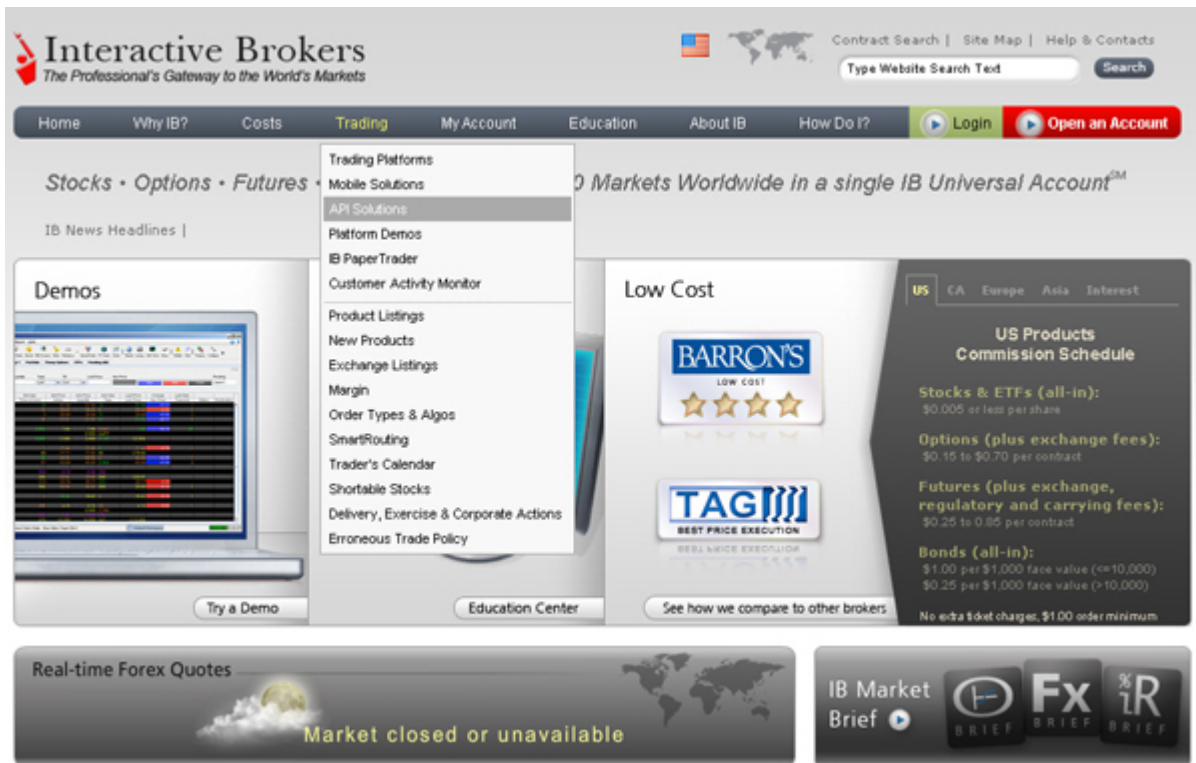 Interactive Brokers
The Professional's Gateway to the World's Markets
Contract Search | Site Map | Help & Contacts
Type Website Search Text
Search
Home Why IB? Costs Trading My Account Education About IB How Do I? Login Open an Account
Stocks • Options • Futures • 0 Markets Worldwide in a single IB Universal Account SM
IB News Headlines |
Trading Platforms
Mobile Solutions
API Solutions
Platform Demos
IB PaperTrader
Customer Activity Monitor
Product Listings
New Products
Exchange Listings
Margin
Order Types & Algos
SmartRouting
Trader's Calendar
Shortable Stocks
Delivery, Exercise & Corporate Actions
Erroneous Trade Policy
Demos
Try a Demo
Education Center
Low Cost
BARRON'S
LOW COST
TAG
BEST PRICE EXECUTION
See how we compare to other brokers
US CA Europe Asia Interest
US Products
Commission Schedule
Stocks & ETFs (all-in):
$0.005 or less per share
Options (plus exchange fees):
$0.15 to $0.70 per contract
Futures (plus exchange,
regulatory and carrying fees):
$0.25 to 0.85 per contract
Bonds (all-in):
$1.00 per $1,000 face value (<=10,000)
$0.25 per $1,000 face value (>10,000)
No extra ticket charges, $1.00 order minimum
Real-time Forex Quotes
Market closed or unavailable
IB Market
Brief
BRIEF
Fx
BRIEF
% iR
BRIEF